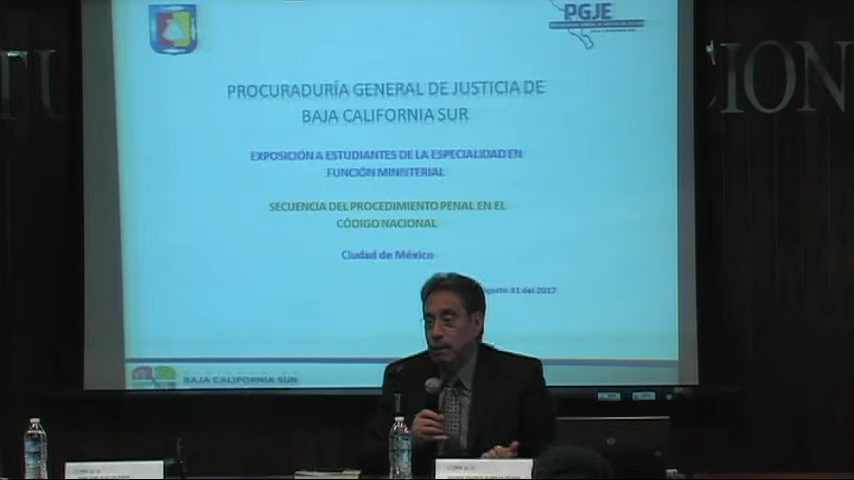 PGJE
PROCURADURÍA GENERAL DE JUSTICIA DE
BAJA CALIFORNIA SUR
EXPOSICIÓN A ESTUDIANTES DE LA ESPECIALIDAD EN
FUNCIÓN MINISTERIAL
SECUENCIA DEL PROCEDIMIENTO PENAL EN EL
CÓDIGO NACIONAL
Ciudad de México
Agosto 31 del 2017
BAJA CALIFORNIA SUR